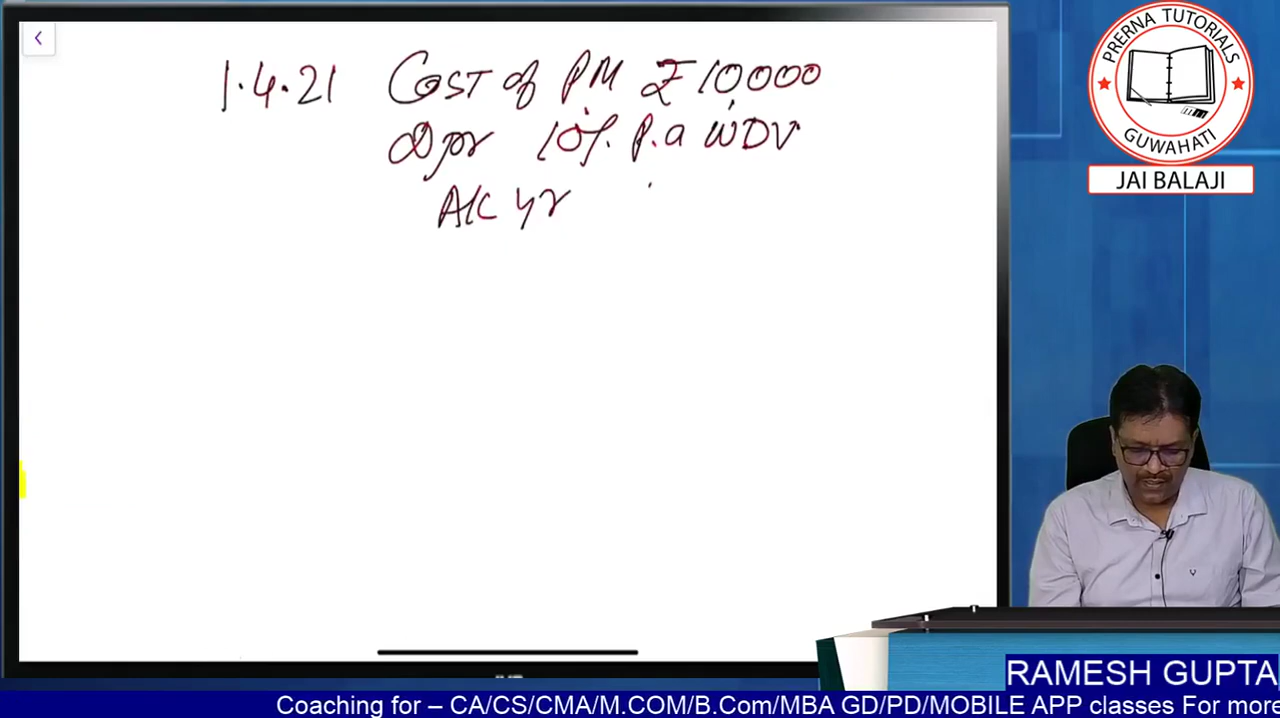 1.4.21 Cost of PM ₹ 10000
Dpr 10%. P.a WDV
A/C yr
PRERNA TUTORIALS
GUWAHATI
JAI BALAJI
RAMESH GUPTA
Coaching for – CA/CS/CMA/M.COM/B.Com/MBA GD/PD/MOBILE APP classes For more